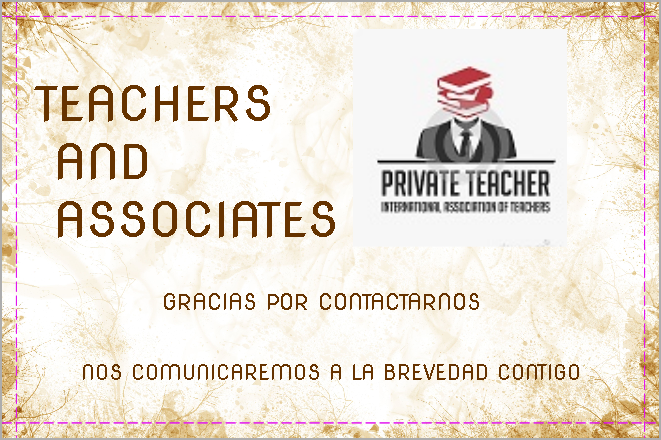 TEACHERS
AND
ASSOCIATES
PRIVATE TEACHER
INTERNATIONAL ASSOCIATION OF TEACHERS
GRACIAS POR CONTACTARNOS
NOS COMUNICAREMOS A LA BREVEDAD CONTIGO